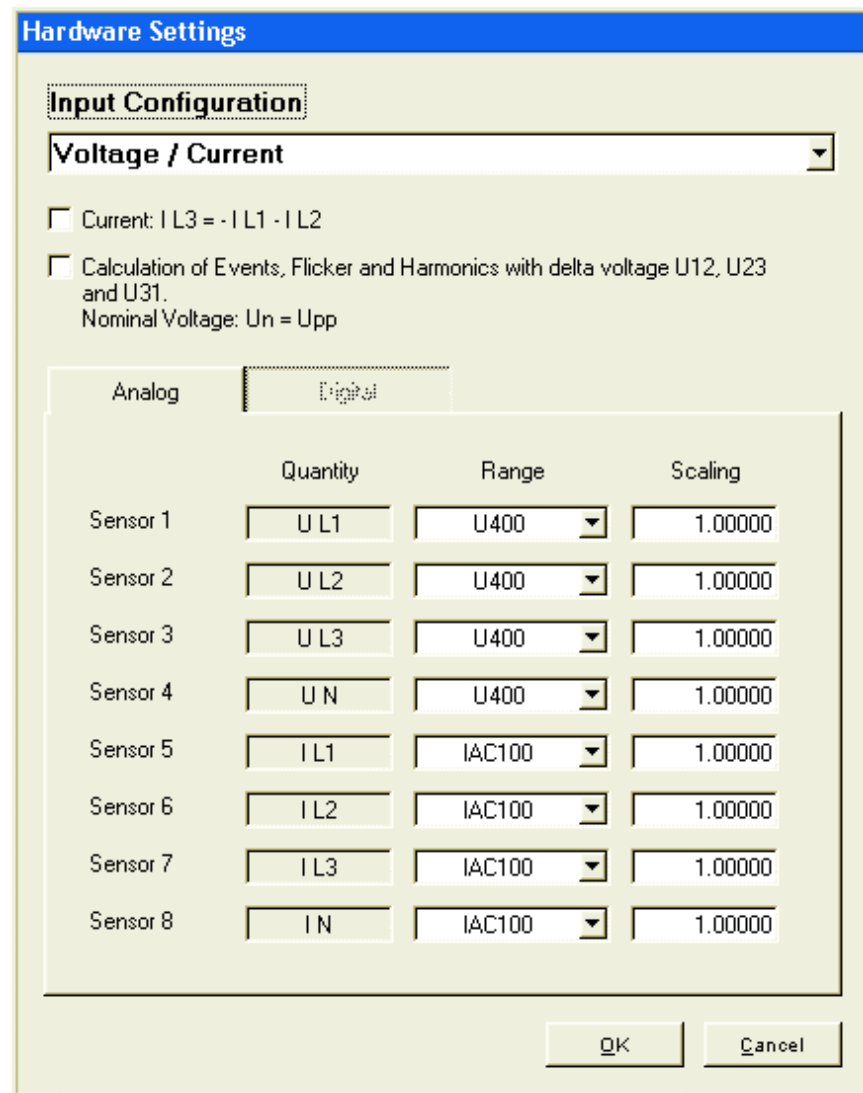 Hardware Settings
Input Configuration
Voltage / Current
Current: I L3 = - I L1 - I L2
Calculation of Events, Flicker and Harmonics with delta voltage U12, U23
and U31.
Nominal Voltage: Un = Upp
Analog Digital
Quantity Range Scaling
Sensor 1 U L1 U400 1.00000
Sensor 2 U L2 U400 1.00000
Sensor 3 U L3 U400 1.00000
Sensor 4 U N U400 1.00000
Sensor 5 I L1 IAC100 1.00000
Sensor 6 I L2 IAC100 1.00000
Sensor 7 I L3 IAC100 1.00000
Sensor 8 I N IAC100 1.00000
OK Cancel